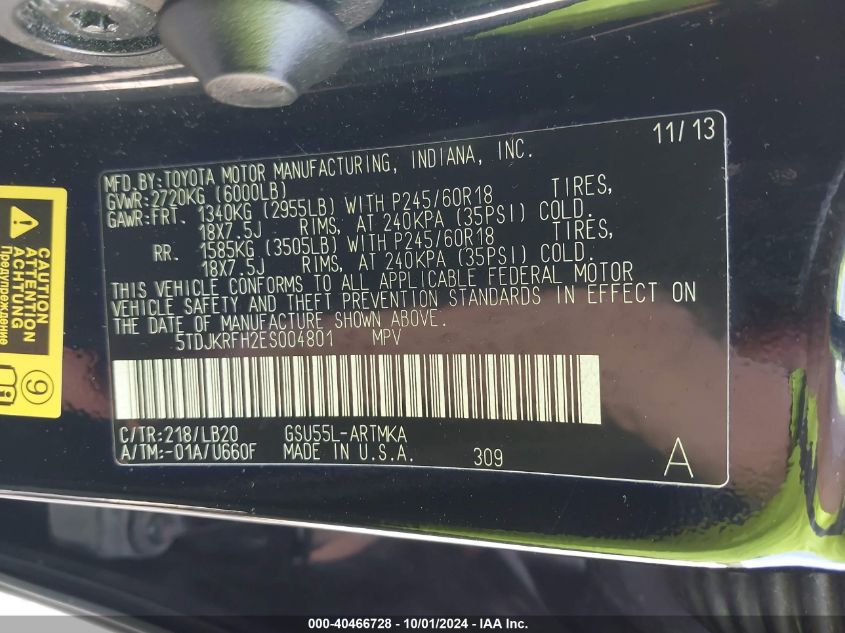 11/13
MFD.BY:TOYOTA MOTOR MANUFACTURING, INDIANA, INC.
GVWR:2720KG (6000LB)
GAWR:FRT. 1340KG (2955LB) WITH P245/60R18 TIRES,
18X7.5J RIMS, AT 240KPA (35PSI) COLD.
RR. 1585KG (3505LB) WITH P245/60R18 TIRES,
18X7.5J RIMS, AT 240KPA (35PSI) COLD.
THIS VEHICLE CONFORMS TO ALL APPLICABLE FEDERAL MOTOR
VEHICLE SAFETY AND THEFT PREVENTION STANDARDS IN EFFECT ON
THE DATE OF MANUFACTURE SHOWN ABOVE.
5TDJKRFH2ES004801 MPV
C/TR:218/LB20 GSU55L-ARTMKA
A/TM:-01A/U660F MADE IN U.S.A. 309 A
CAUTION
ATTENTION
ACHTUNG
Предупреждение
9
000-40466728 - 10/01/2024 - IAA Inc.